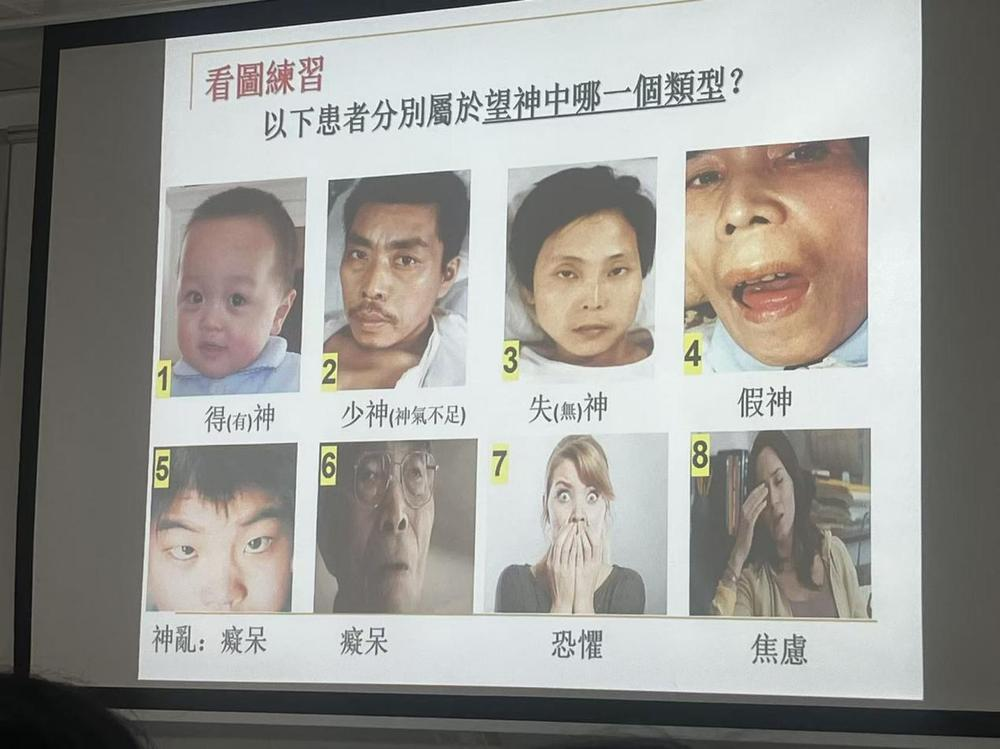 看圖練習
以下患者分別屬於望神中哪一個類型？
1
2
3
4
得(有)神
少神(神氣不足)
失(無)神
假神
5
6
7
8
神亂：癡呆
癡呆
恐懼
焦慮